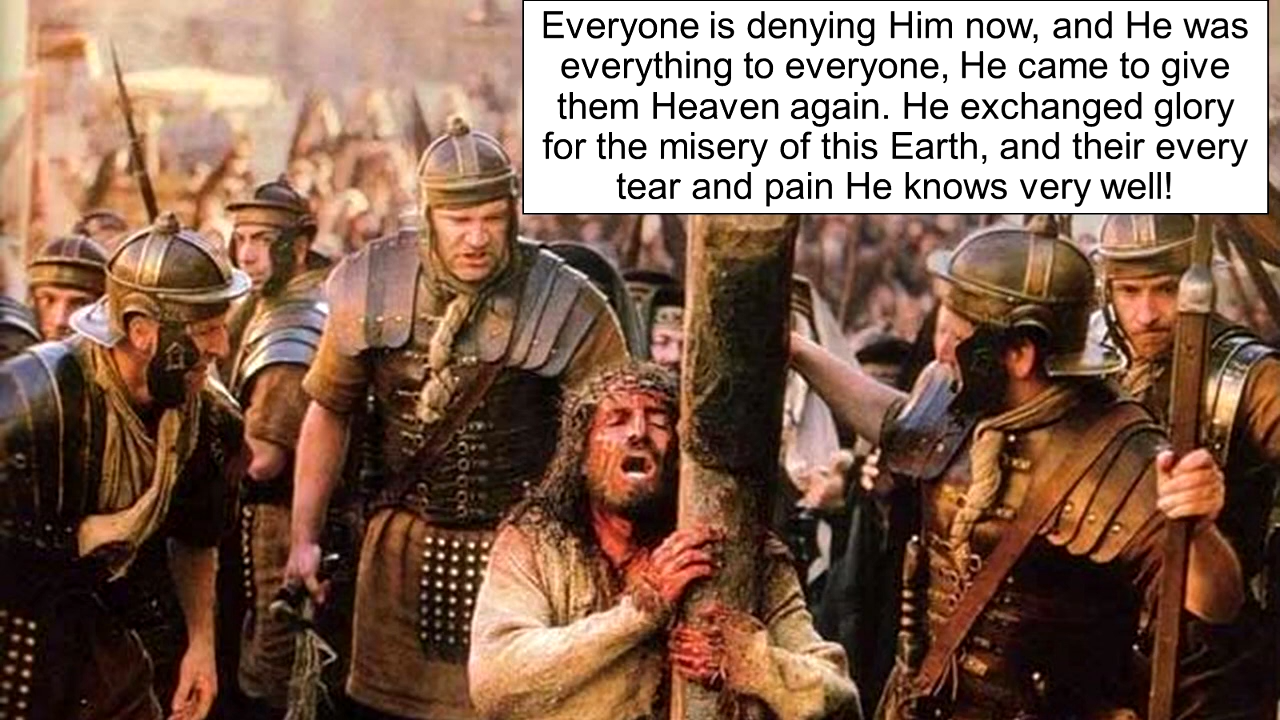 Everyone is denying Him now, and He was
everything to everyone, He came to give
them Heaven again. He exchanged glory
for the misery of this Earth, and their every
tear and pain He knows very well!